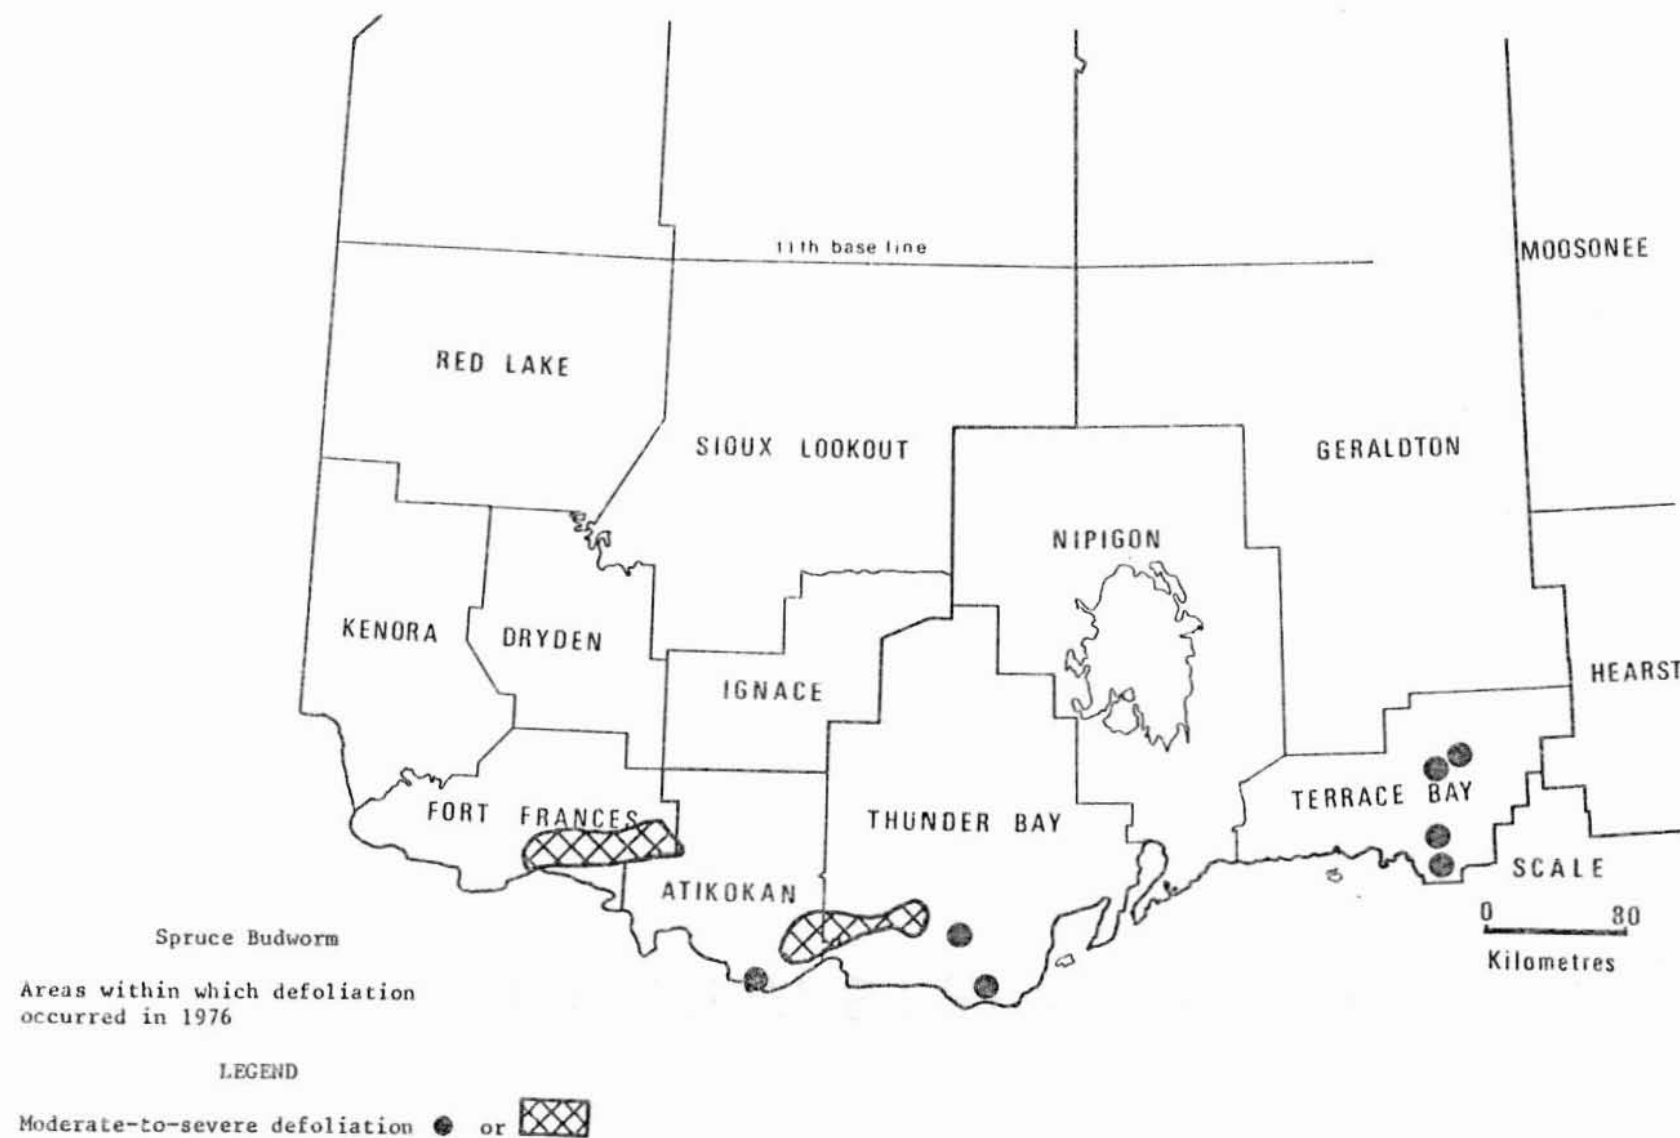 11th base line
MOOSONEE
RED LAKE
SIOUX LOOKOUT
GERALDTON
NIPIGON
KENORA
DRYDEN
IGNACE
HEARST
FORT FRANCES
THUNDER BAY
TERRACE BAY
ATIKOKAN
SCALE
0 80
Kilometres
Spruce Budworm
Areas within which defoliation
occurred in 1976
LEGEND
Moderate-to-severe defoliation or